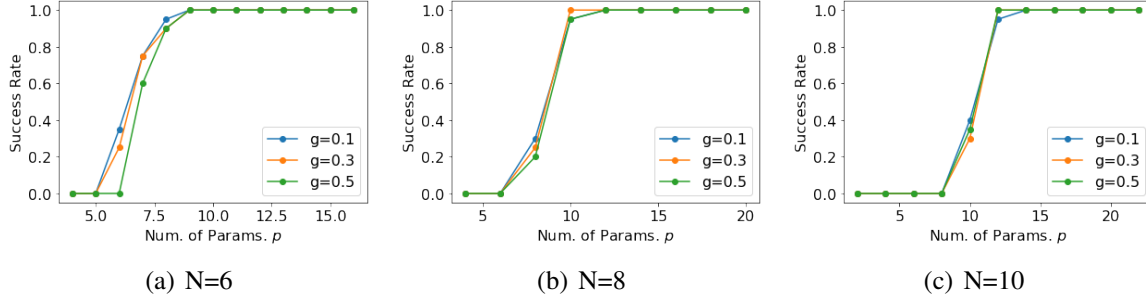 1.0
0.8
0.6
0.4
0.2
0.0
Success Rate
g=0.1
g=0.3
g=0.5
5.0 7.5 10.0 12.5 15.0
Num. of Params. p
(a) N=6
1.0
0.8
0.6
0.4
0.2
0.0
Success Rate
g=0.1
g=0.3
g=0.5
5 10 15 20
Num. of Params. p
(b) N=8
1.0
0.8
0.6
0.4
0.2
0.0
Success Rate
g=0.1
g=0.3
g=0.5
5 10 15 20
Num. of Params. p
(c) N=10